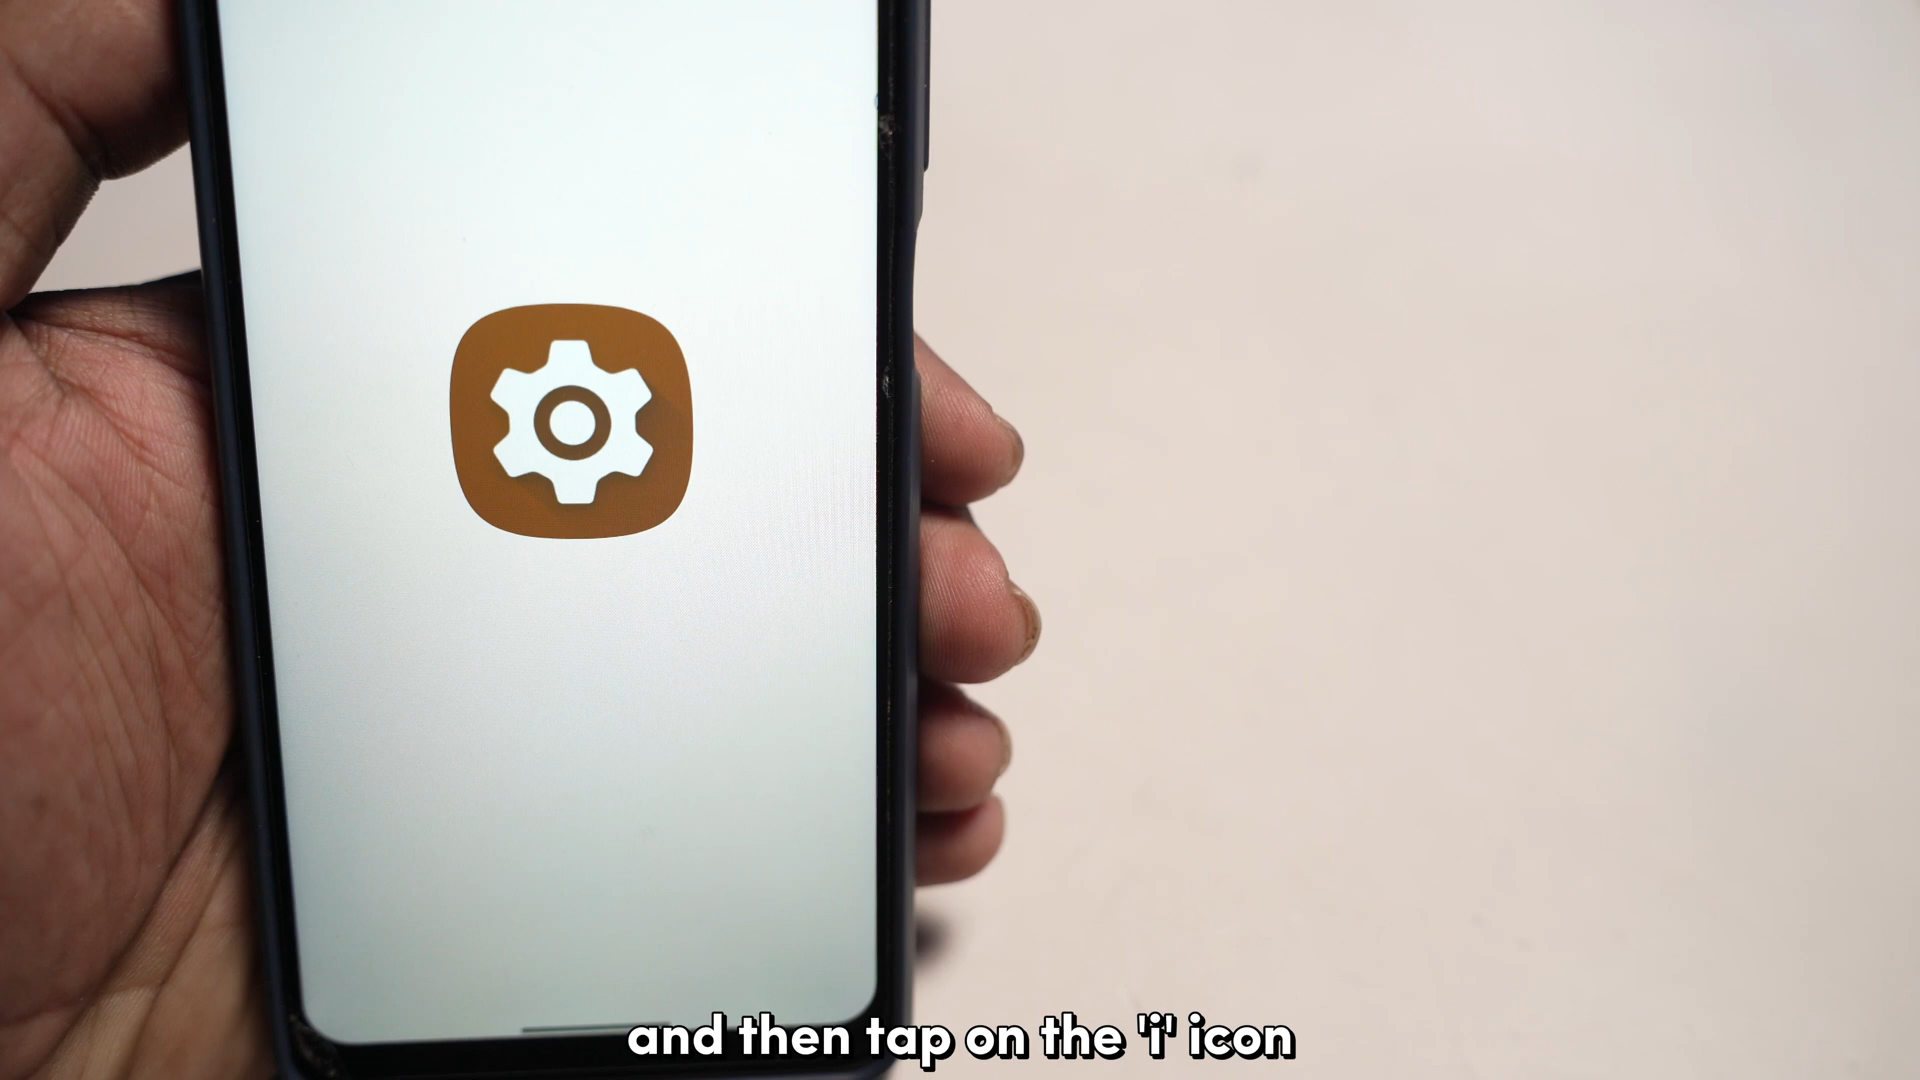 and then tap on the 'i' icon